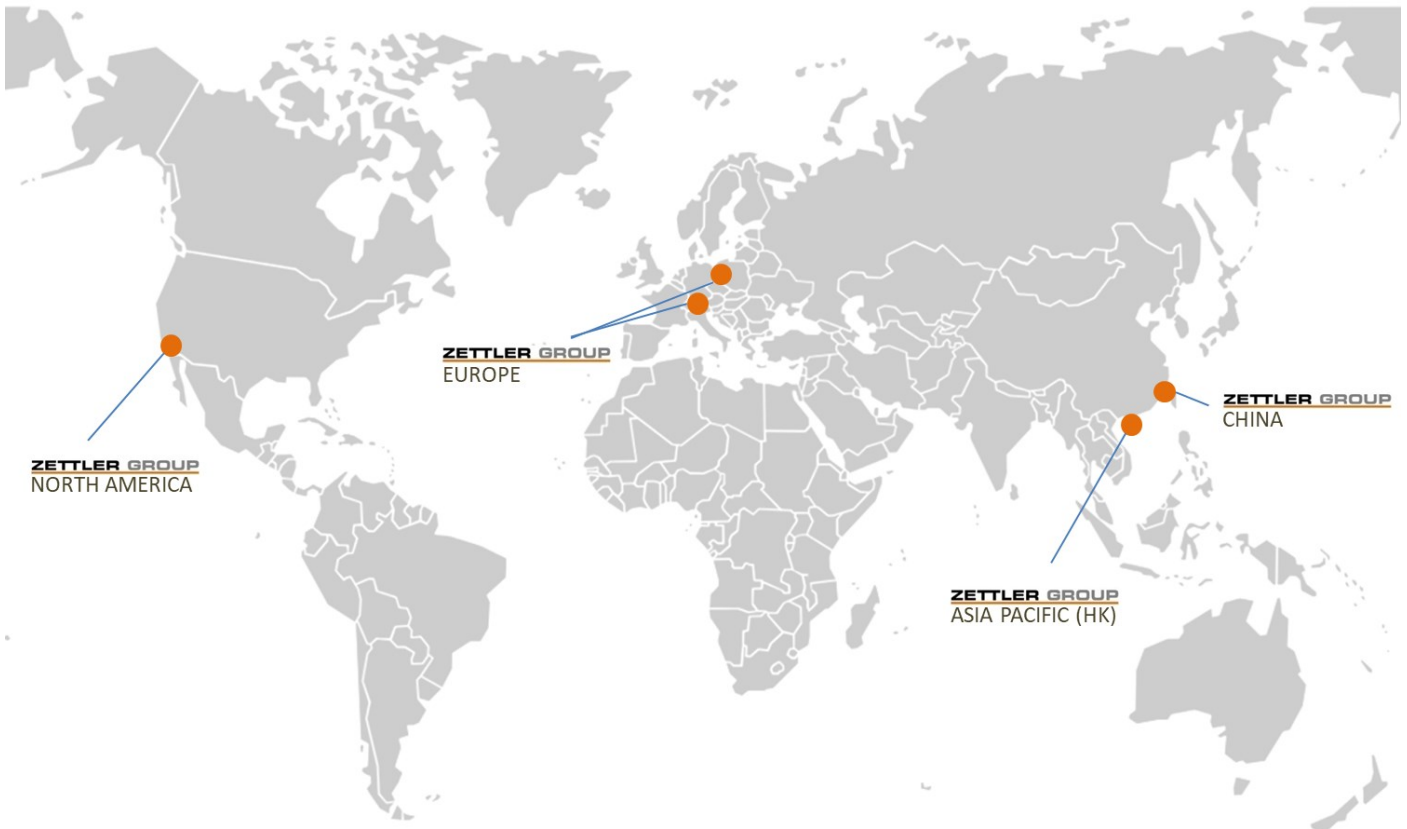 ZETTLER GROUP
EUROPE
ZETTLER GROUP
CHINA
ZETTLER GROUP
NORTH AMERICA
ZETTLER GROUP
ASIA PACIFIC (HK)